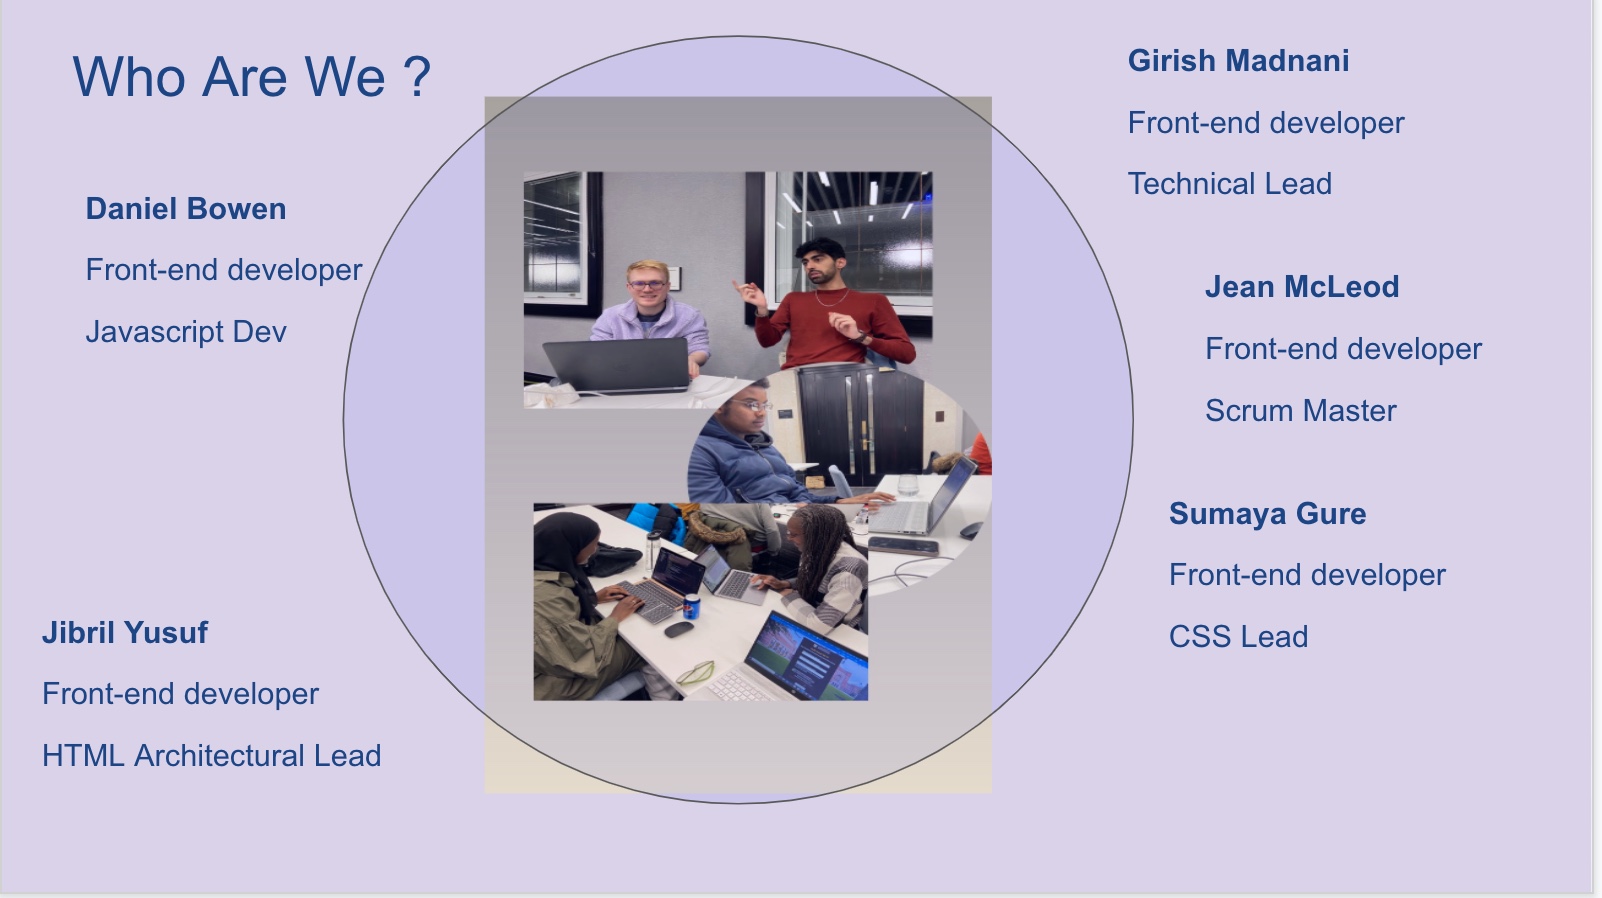 Who Are We ?
Daniel Bowen
Front-end developer
Javascript Dev
Jibril Yusuf
Front-end developer
HTML Architectural Lead
Girish Madnani
Front-end developer
Technical Lead
Jean McLeod
Front-end developer
Scrum Master
Sumaya Gure
Front-end developer
CSS Lead